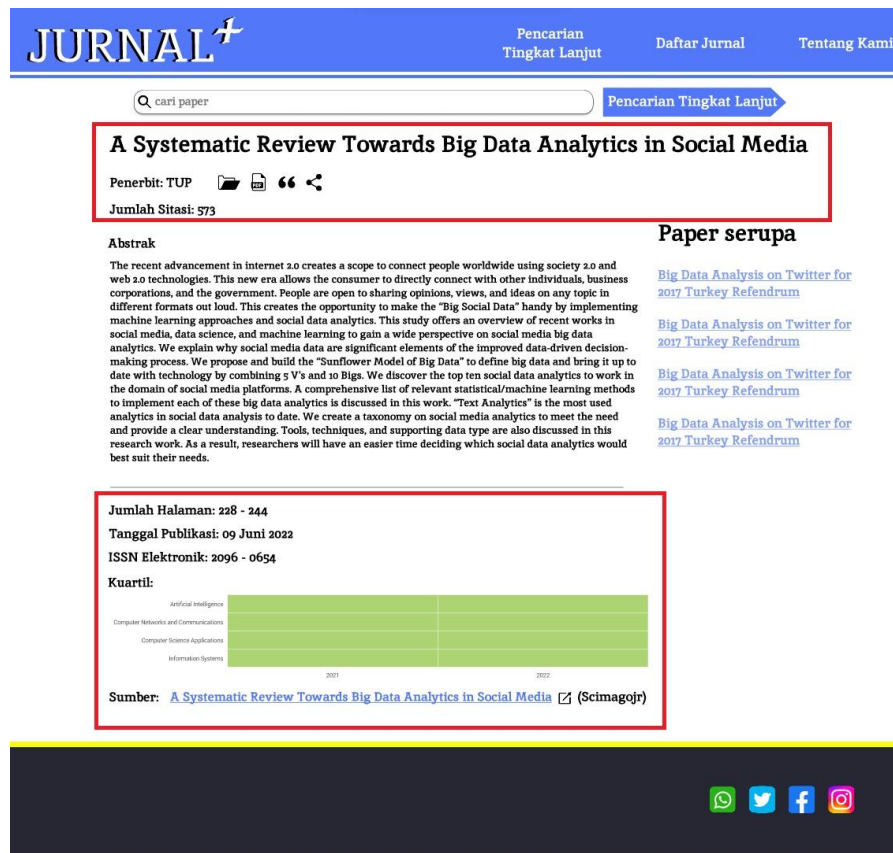 JURNAL+
Pencarian
Tingkat Lanjut
Daftar Jurnal
Tentang Kami
cari paper
Pencarian Tingkat Lanjut
A Systematic Review Towards Big Data Analytics in Social Media
Penerbit: TUP
PDF
Jumlah Sitasi: 573
Abstrak
The recent advancement in internet 2.0 creates a scope to connect people worldwide using society 2.0 and
web 2.0 technologies. This new era allows the consumer to directly connect with other individuals, business
corporations, and the government. People are open to sharing opinions, views, and ideas on any topic in
different formats out loud. This creates the opportunity to make the “Big Social Data” handy by implementing
machine learning approaches and social data analytics. This study offers an overview of recent works in
social media, data science, and machine learning to gain a wide perspective on social media big data
analytics. We explain why social media data are significant elements of the improved data-driven decision-
making process. We propose and build the “Sunflower Model of Big Data” to define big data and bring it up to
date with technology by combining 5 V’s and 10 Bigs. We discover the top ten social data analytics to work in
the domain of social media platforms. A comprehensive list of relevant statistical/machine learning methods
to implement each of these big data analytics is discussed in this work. “Text Analytics” is the most used
analytics in social data analysis to date. We create a taxonomy on social media analytics to meet the need
and provide a clear understanding. Tools, techniques, and supporting data type are also discussed in this
research work. As a result, researchers will have an easier time deciding which social data analytics would
best suit their needs.
Paper serupa
Big Data Analysis on Twitter for
2017 Turkey Refendrum
Big Data Analysis on Twitter for
2017 Turkey Refendrum
Big Data Analysis on Twitter for
2017 Turkey Refendrum
Big Data Analysis on Twitter for
2017 Turkey Refendrum
Jumlah Halaman: 228 - 244
Tanggal Publikasi: 09 Juni 2022
ISSN Elektronik: 2096 - 0654
Kuartil:
Artificial Intelligence
Computer Networks and Communications
Computer Science Applications
Information Systems
2021 2022
Sumber: A Systematic Review Towards Big Data Analytics in Social Media (Scimagojr)